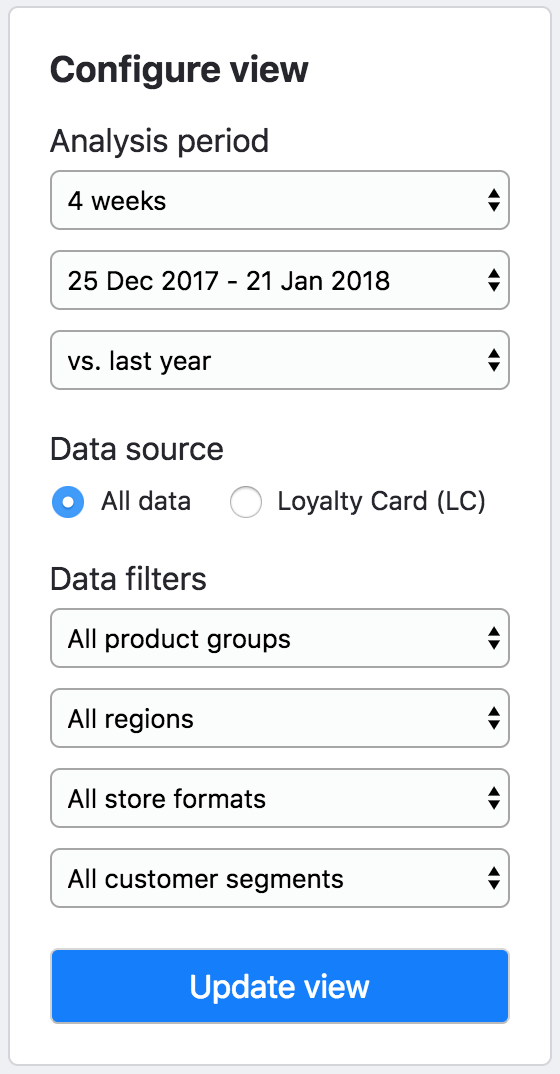 Configure view
Analysis period
4 weeks
25 Dec 2017 - 21 Jan 2018
vs. last year
Data source
All data Loyalty Card (LC)
Data filters
All product groups
All regions
All store formats
All customer segments
Update view